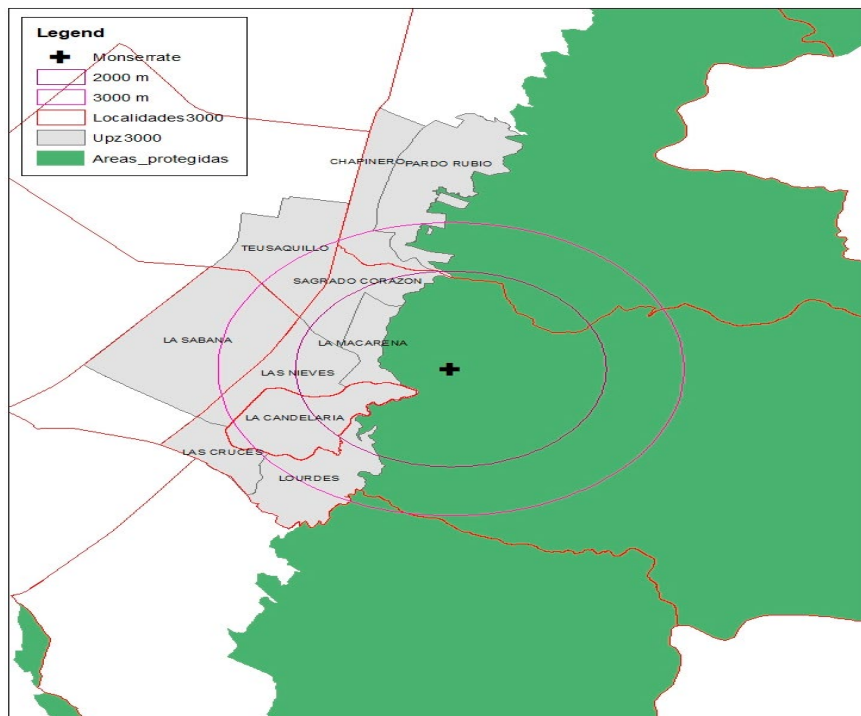 Legend
Monserrate
2000 m
3000 m
Localidades3000
Upz3000
Areas_protegidas
CHAPINERO
PARDO RUBIO
TEUSAQUILLO
SAGRADO CORAZON
LA SABANA
LA MACARENA
LAS NIEVES
LA CANDELARIA
LAS CRUCES
LOURDES